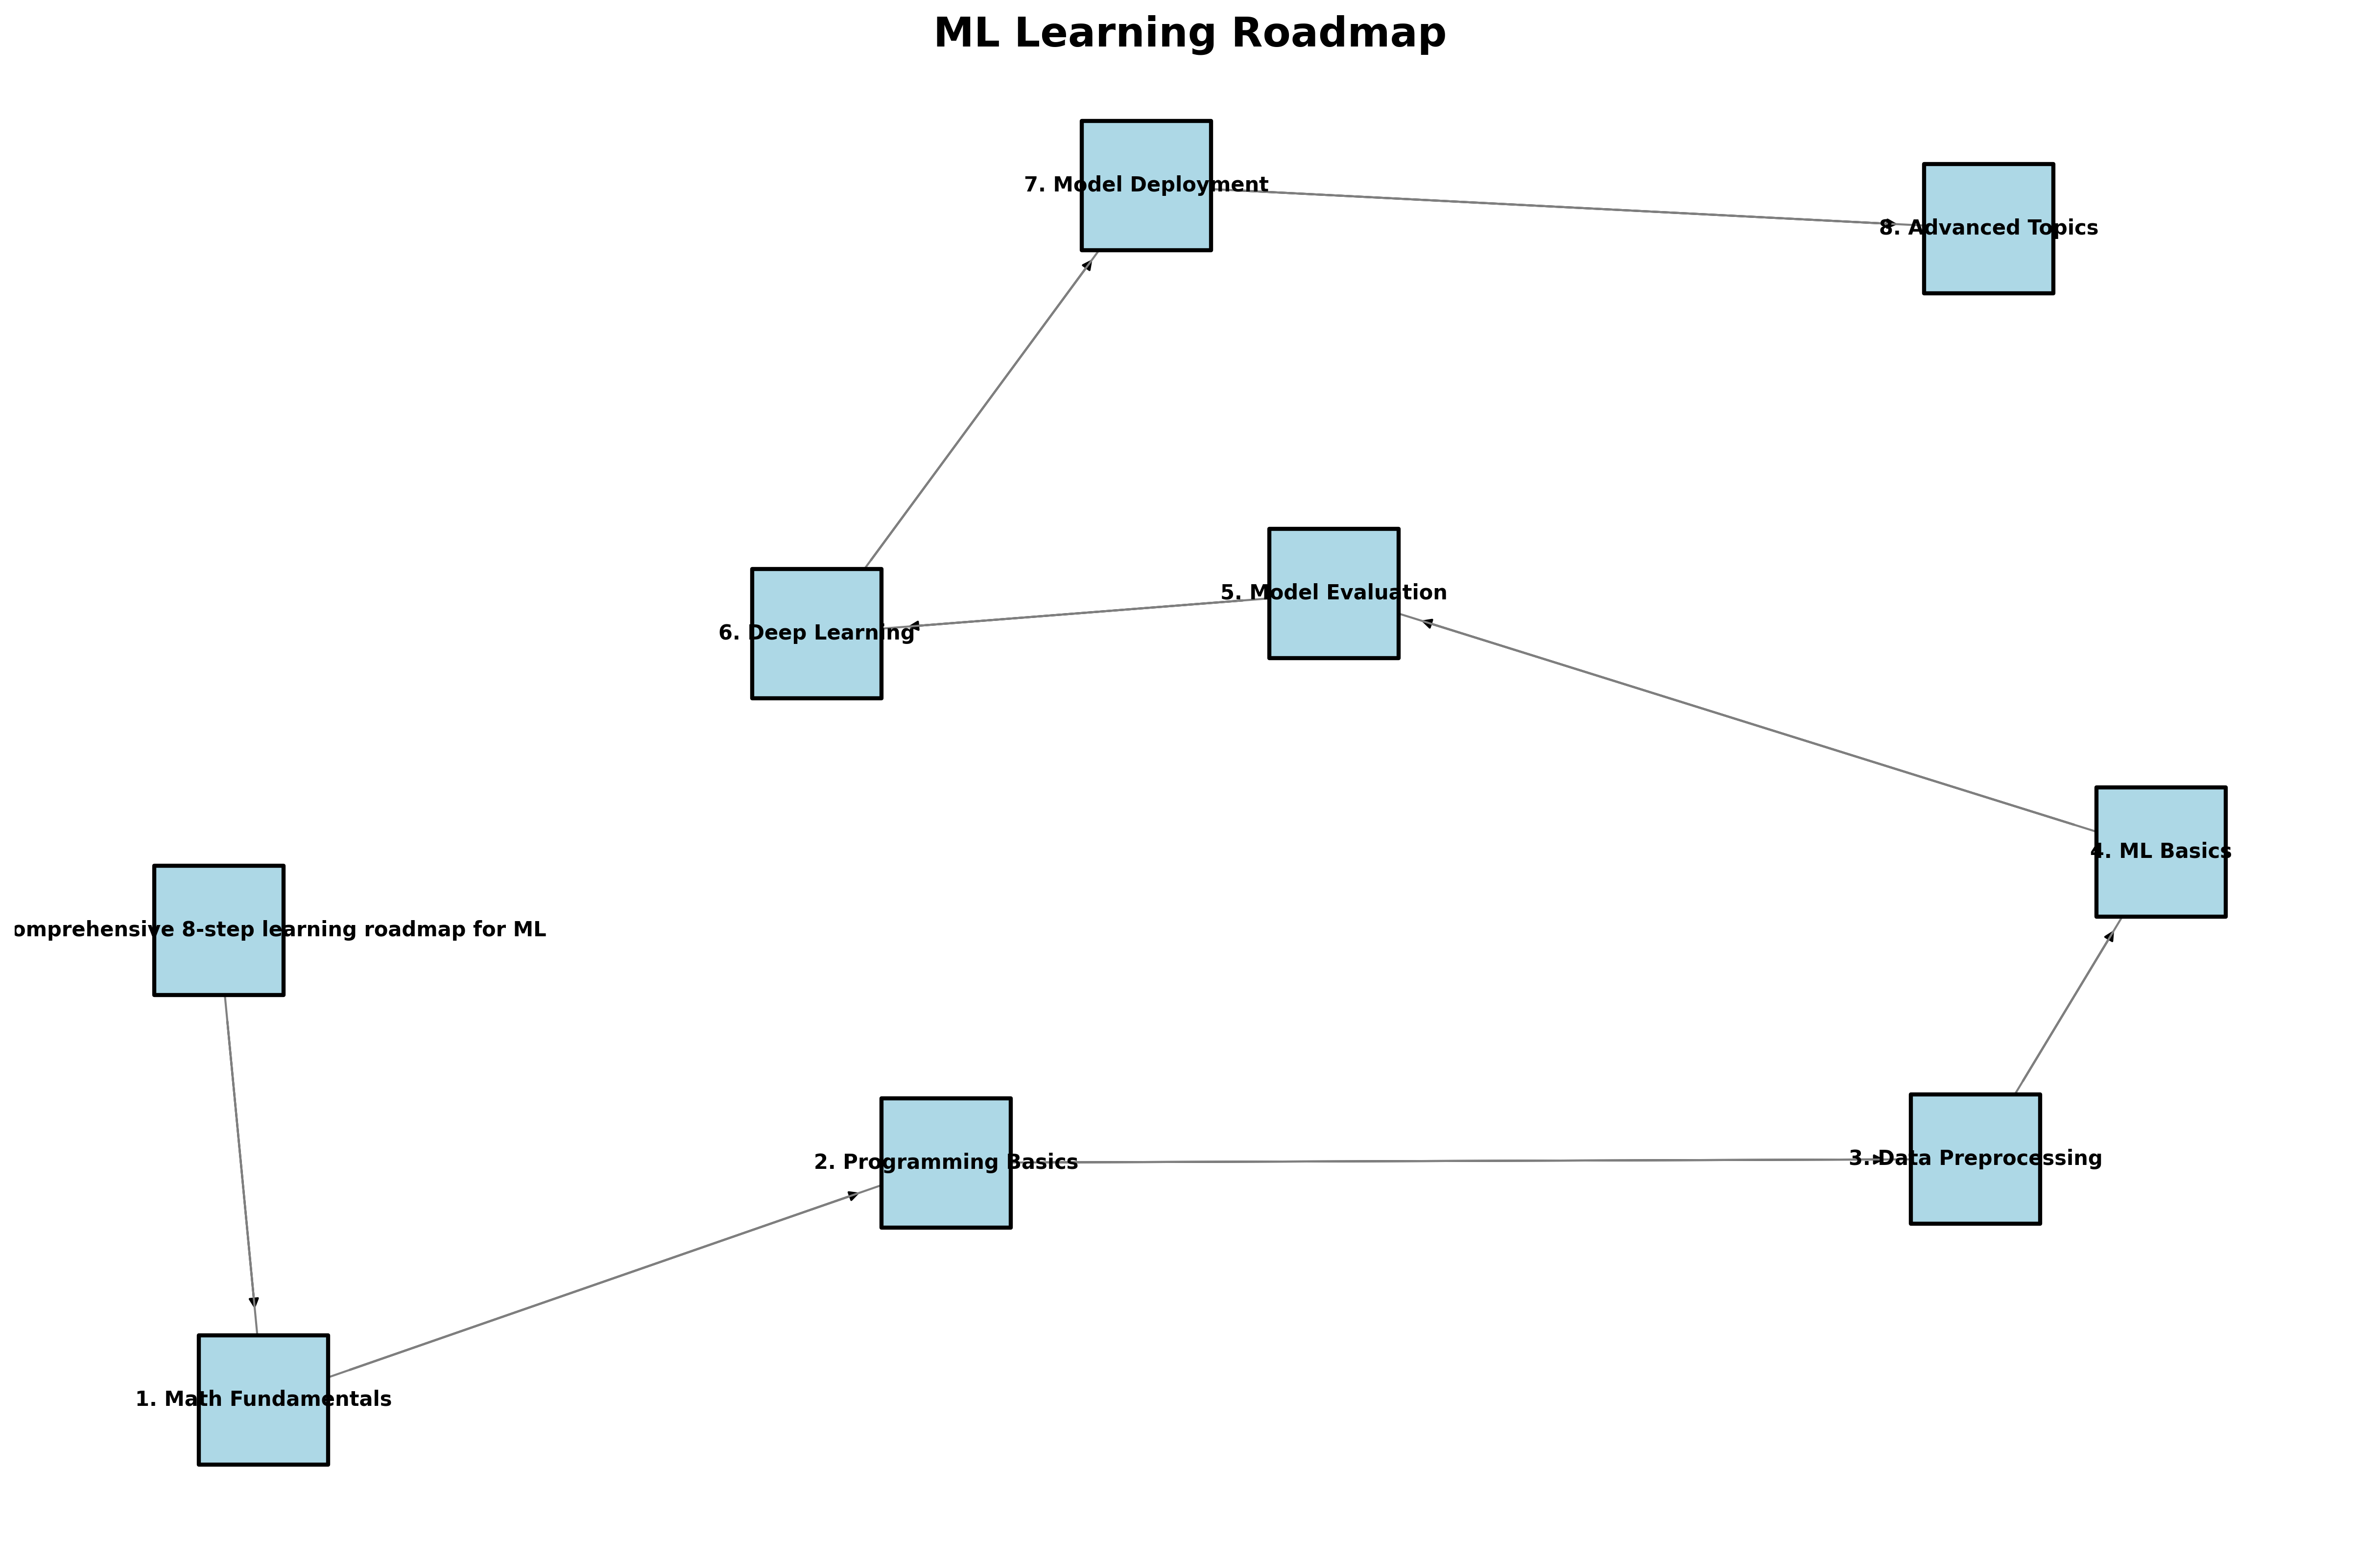 ML Learning Roadmap
7. Model Deployment
8. Advanced Topics
5. Model Evaluation
6. Deep Learning
4. ML Basics
omprehensive 8-step learning roadmap for ML
2. Programming Basics
3. Data Preprocessing
1. Math Fundamentals